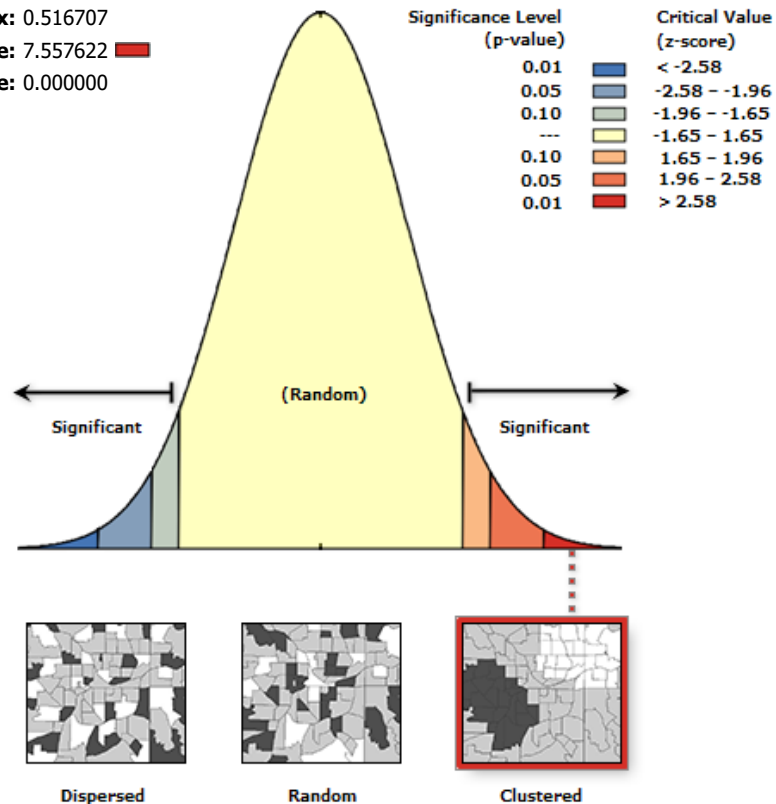 x: 0.516707
e: 7.557622
e: 0.000000
Significance Level
(p-value)
Critical Value
(z-score)
0.01 < -2.58
0.05 -2.58 – -1.96
0.10 -1.96 – -1.65
--- -1.65 – 1.65
0.10 1.65 – 1.96
0.05 1.96 – 2.58
0.01 > 2.58
(Random)
Significant
Significant
Dispersed
Random
Clustered